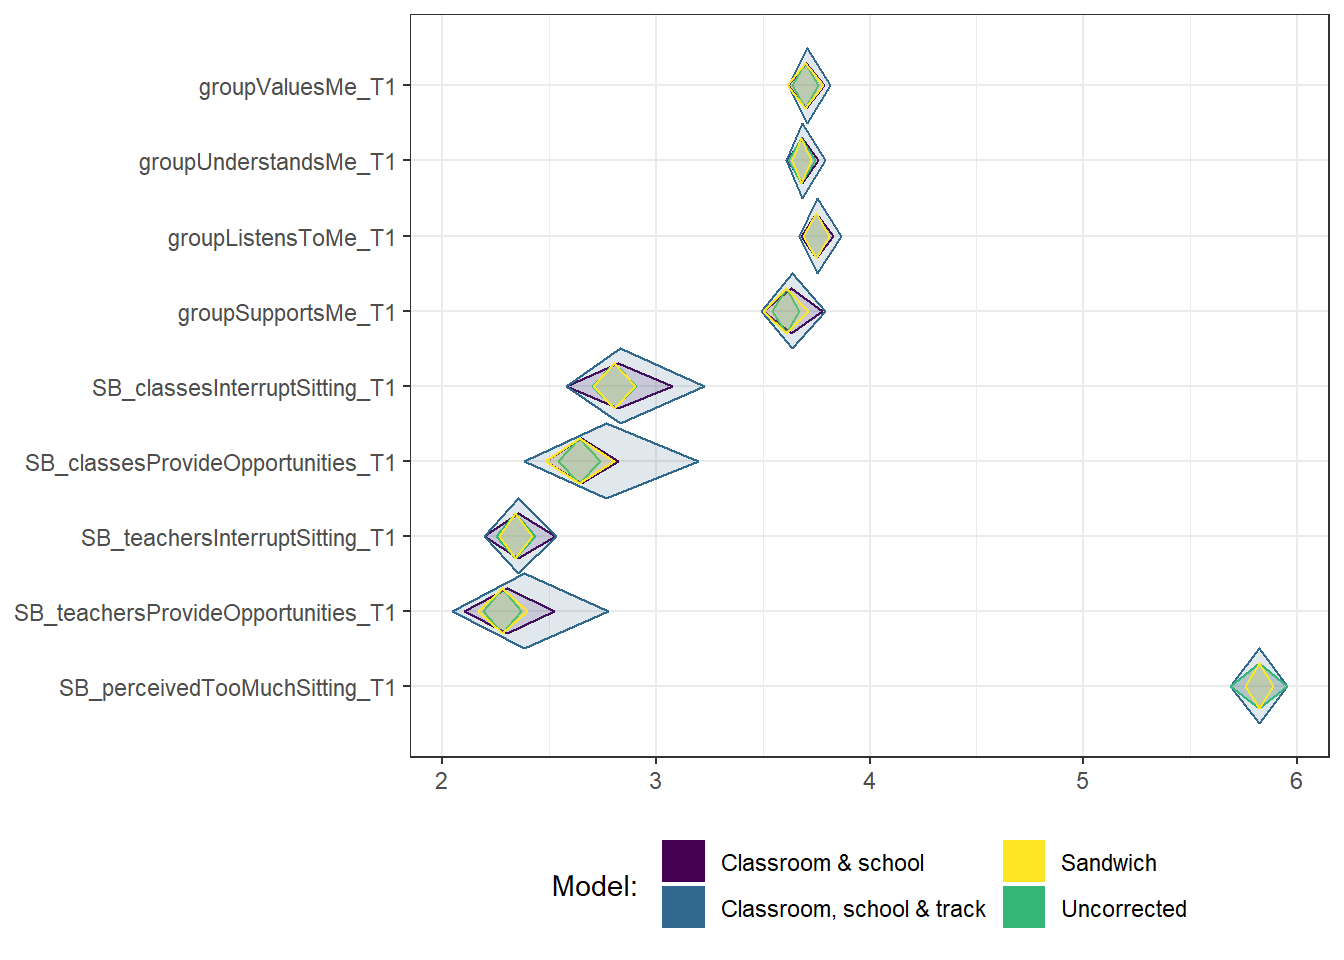 groupValuesMe_T1
groupUnderstandsMe_T1
groupListensToMe_T1
groupSupportsMe_T1
SB_classesInterruptSitting_T1
SB_classesProvideOpportunities_T1
SB_teachersInterruptSitting_T1
SB_teachersProvideOpportunities_T1
SB_perceivedTooMuchSitting_T1
2 3 4 5 6
Model:
Classroom & school
Classroom, school & track
Sandwich
Uncorrected